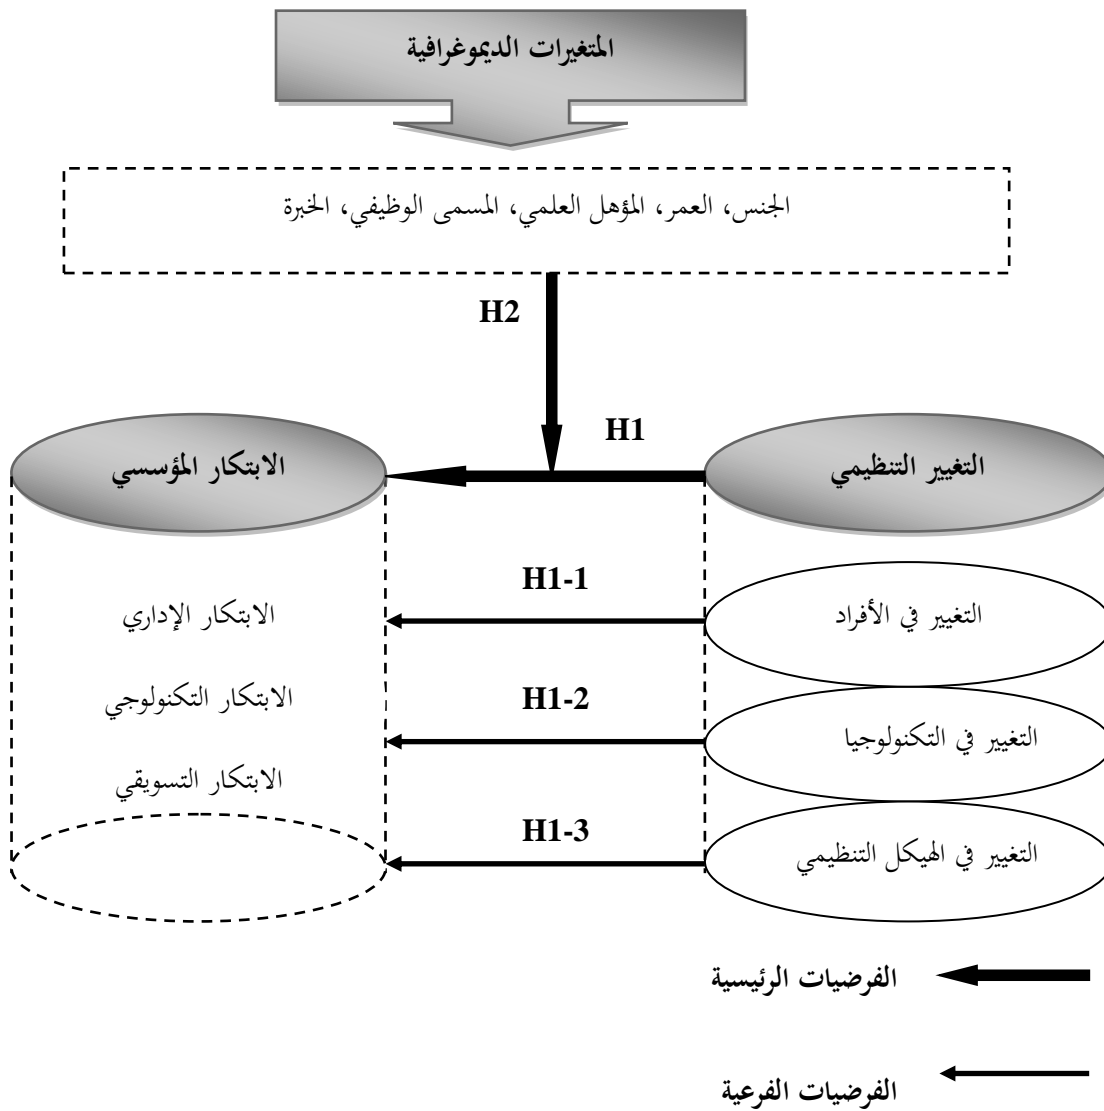 المتغيرات الديموغرافية
الجنس، العمر، المؤهل العلمي، المسمى الوظيفي، الخبرة
H2
H1
التغيير التنظيمي
الابتكار المؤسسي
H1-1
التغيير في الأفراد
الابتكار الإداري
H1-2
التغيير في التكنولوجيا
الابتكار التكنولوجي
الابتكار التسويقي
H1-3
التغيير في الهيكل التنظيمي
الفرضيات الرئيسية
الفرضيات الفرعية